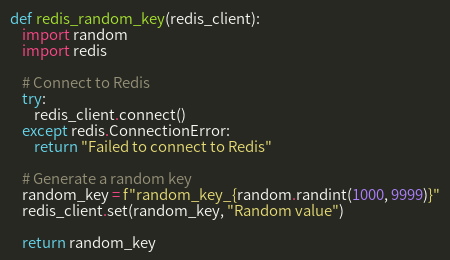 def redis_random_key(redis_client):
    import random
    import redis

    # Connect to Redis
    try:
        redis_client.connect()
    except redis.ConnectionError:
        return "Failed to connect to Redis"

    # Generate a random key
    random_key = f"random_key_{random.randint(1000, 9999)}"
    redis_client.set(random_key, "Random value")

    return random_key